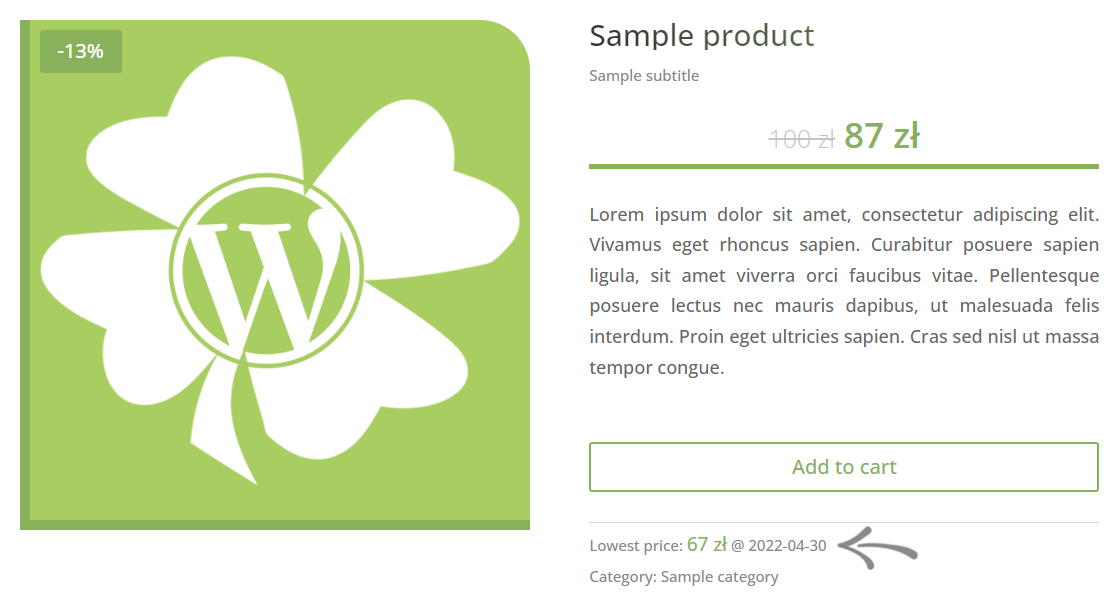 -13%
Sample product
Sample subtitle
100 zł 87 zł
Lorem ipsum dolor sit amet, consectetur adipiscing elit.
Vivamus eget rhoncus sapien. Curabitur posuere sapien
ligula, sit amet viverra orci faucibus vitae. Pellentesque
posuere lectus nec mauris dapibus, ut malesuada felis
interdum. Proin eget ultricies sapien. Cras sed nisl ut massa
tempor congue.
Add to cart
Lowest price: 67 zł @ 2022-04-30
Category: Sample category
W